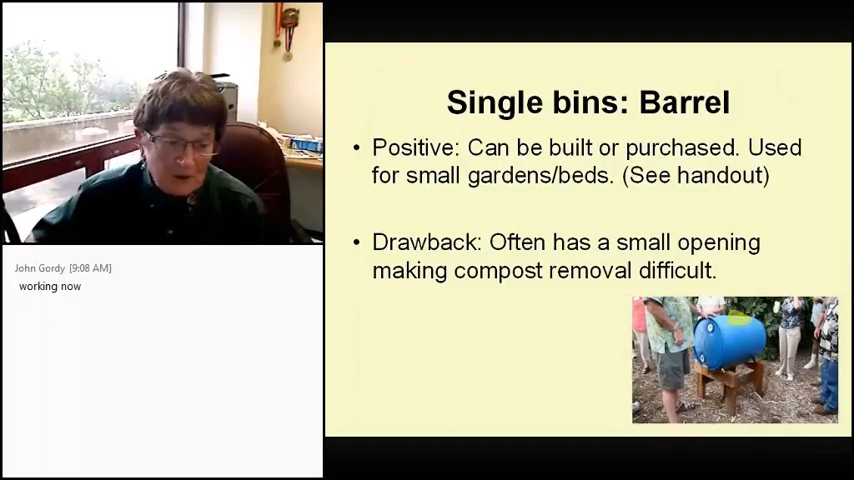 Single bins: Barrel
• Positive: Can be built or purchased. Used
for small gardens/beds. (See handout)
• Drawback: Often has a small opening
making compost removal difficult.
John Gordy [9:08 AM]
working now